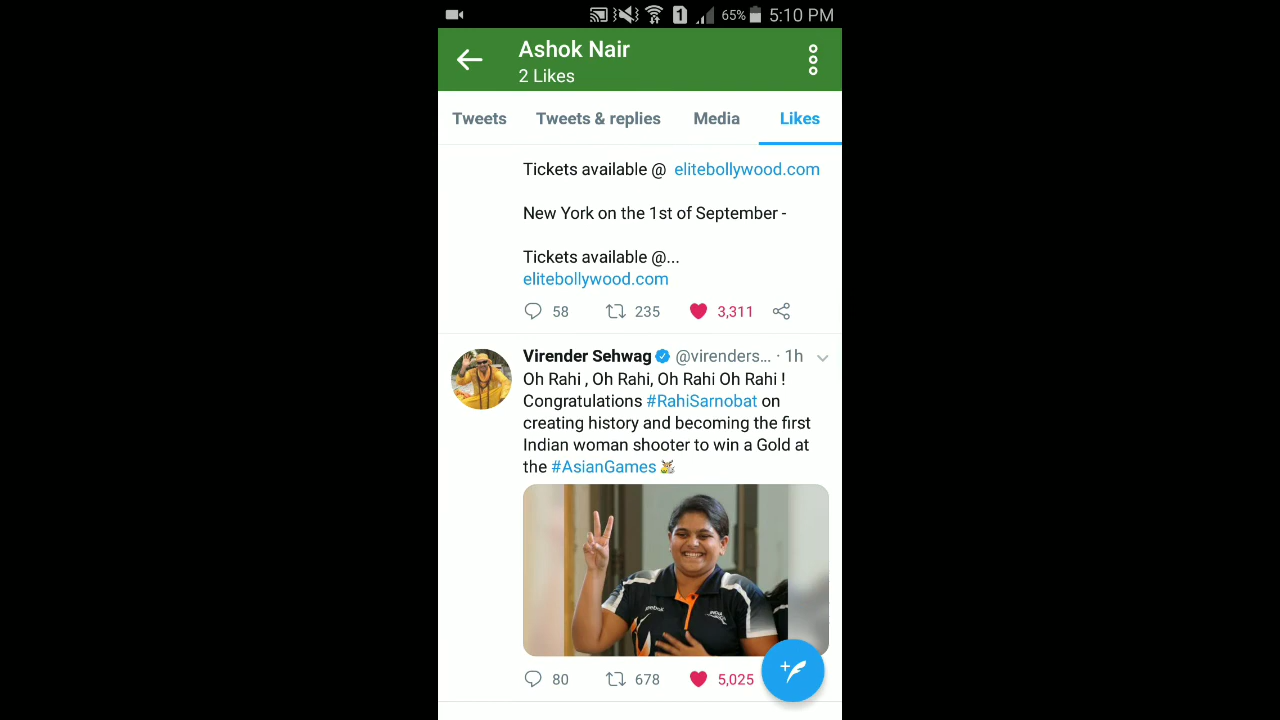 65% 5:10 PM
Ashok Nair
2 Likes
Tweets Tweets & replies Media Likes
Tickets available @ elitebollywood.com
New York on the 1st of September -
Tickets available @...
elitebollywood.com
58 235 3,311
Virender Sehwag @virenders... · 1h
Oh Rahi , Oh Rahi, Oh Rahi Oh Rahi !
Congratulations #RahiSarnobat on
creating history and becoming the first
Indian woman shooter to win a Gold at
the #AsianGames
Reebok INDIA
80 678 5,025